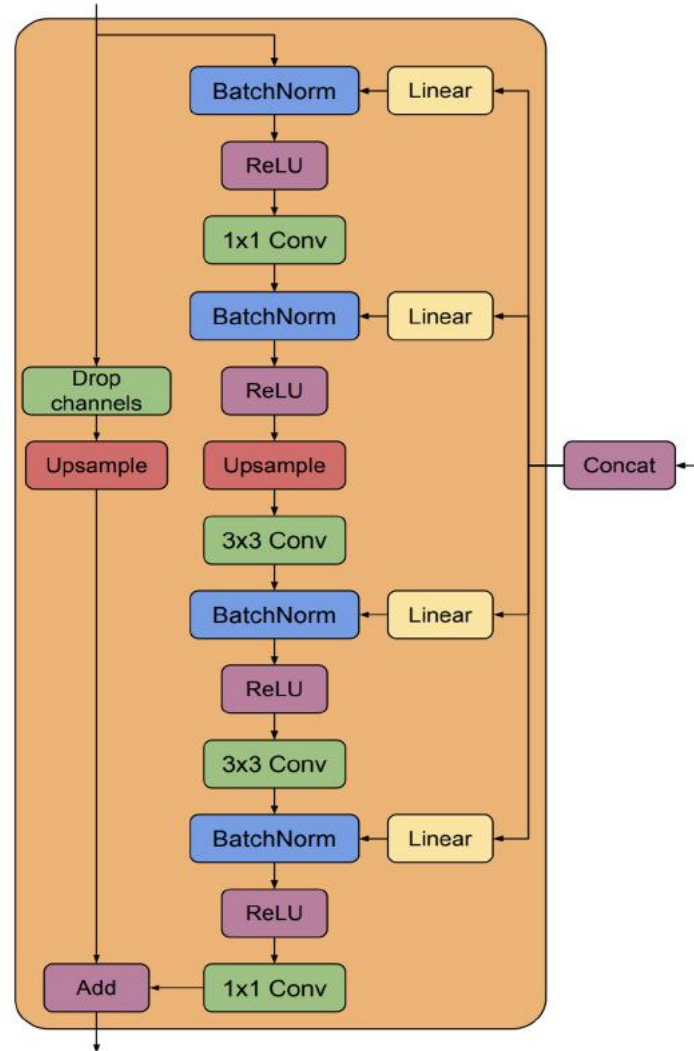 BatchNorm
Linear
ReLU
1x1 Conv
BatchNorm
Linear
Drop
channels
ReLU
Upsample
Upsample
Concat
3x3 Conv
BatchNorm
Linear
ReLU
3x3 Conv
BatchNorm
Linear
ReLU
Add
1x1 Conv